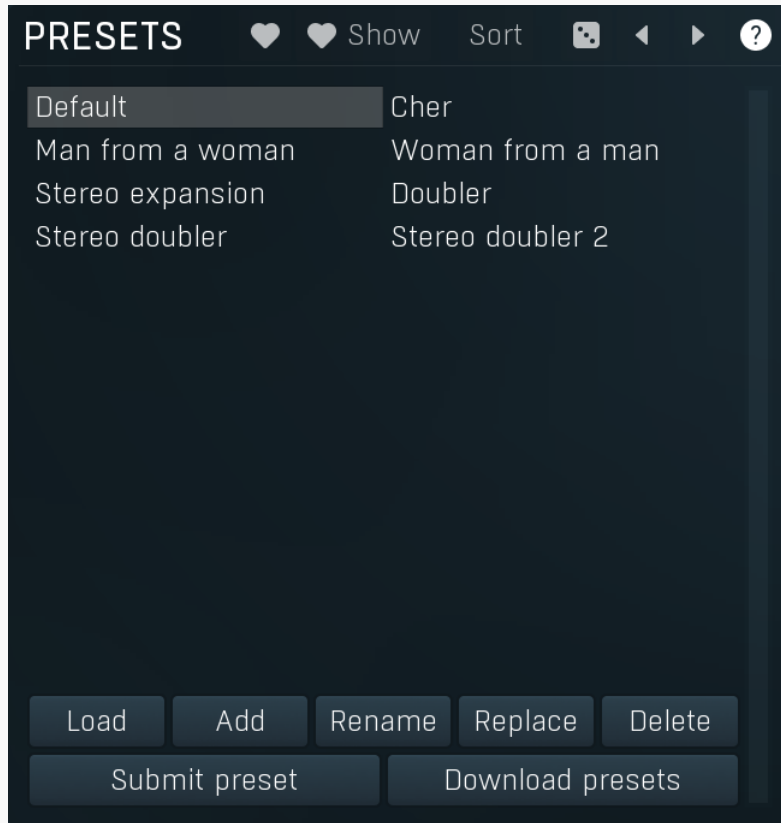 PRESETS Show Sort ?
Default Cher
Man from a woman Woman from a man
Stereo expansion Doubler
Stereo doubler Stereo doubler 2
Load Add Rename Replace Delete
Submit preset Download presets